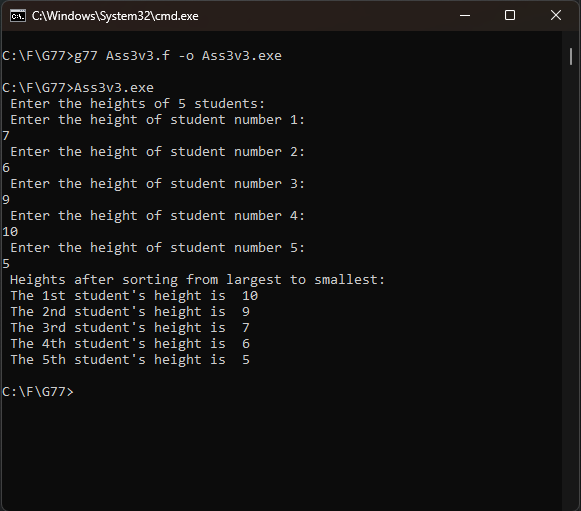 C:\Windows\System32\cmd.exe
C:\F\G77>g77 Ass3v3.f -o Ass3v3.exe
C:\F\G77>Ass3v3.exe
Enter the heights of 5 students:
Enter the height of student number 1:
7
Enter the height of student number 2:
6
Enter the height of student number 3:
9
Enter the height of student number 4:
10
Enter the height of student number 5:
5
Heights after sorting from largest to smallest:
The 1st student's height is  10
The 2nd student's height is  9
The 3rd student's height is  7
The 4th student's height is  6
The 5th student's height is  5
C:\F\G77>